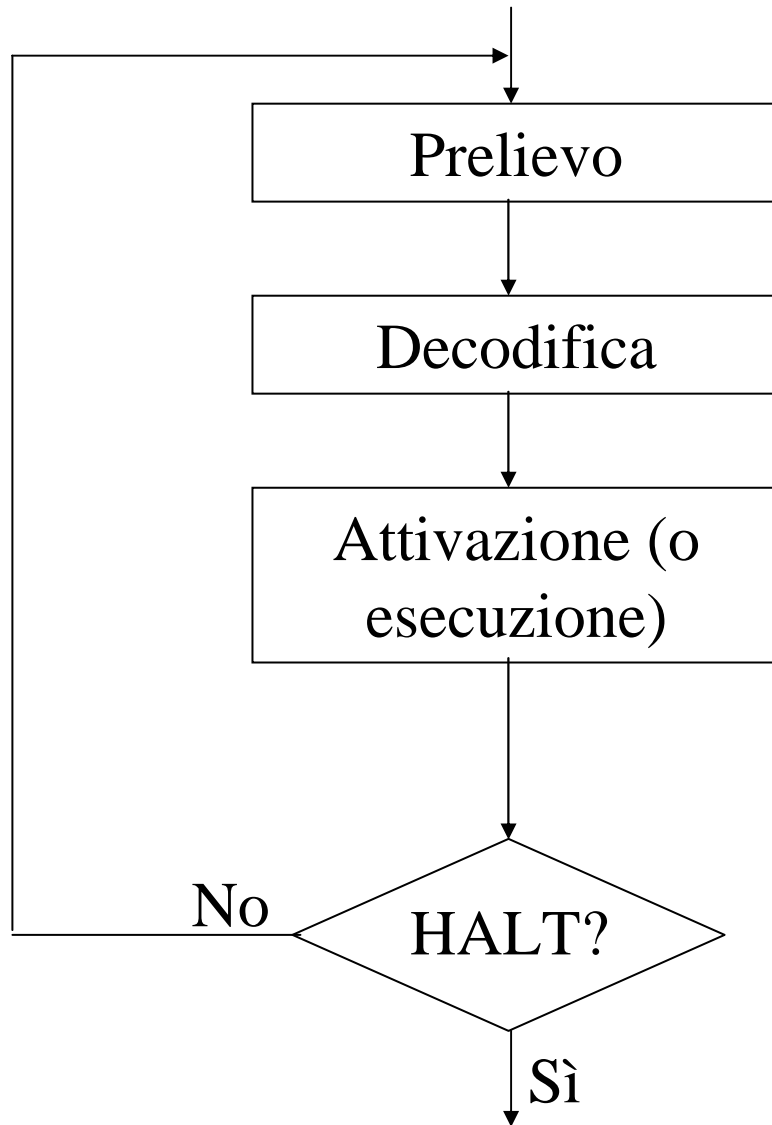 Prelievo
Decodifica
Attivazione (o
esecuzione)
No
HALT?
Sì